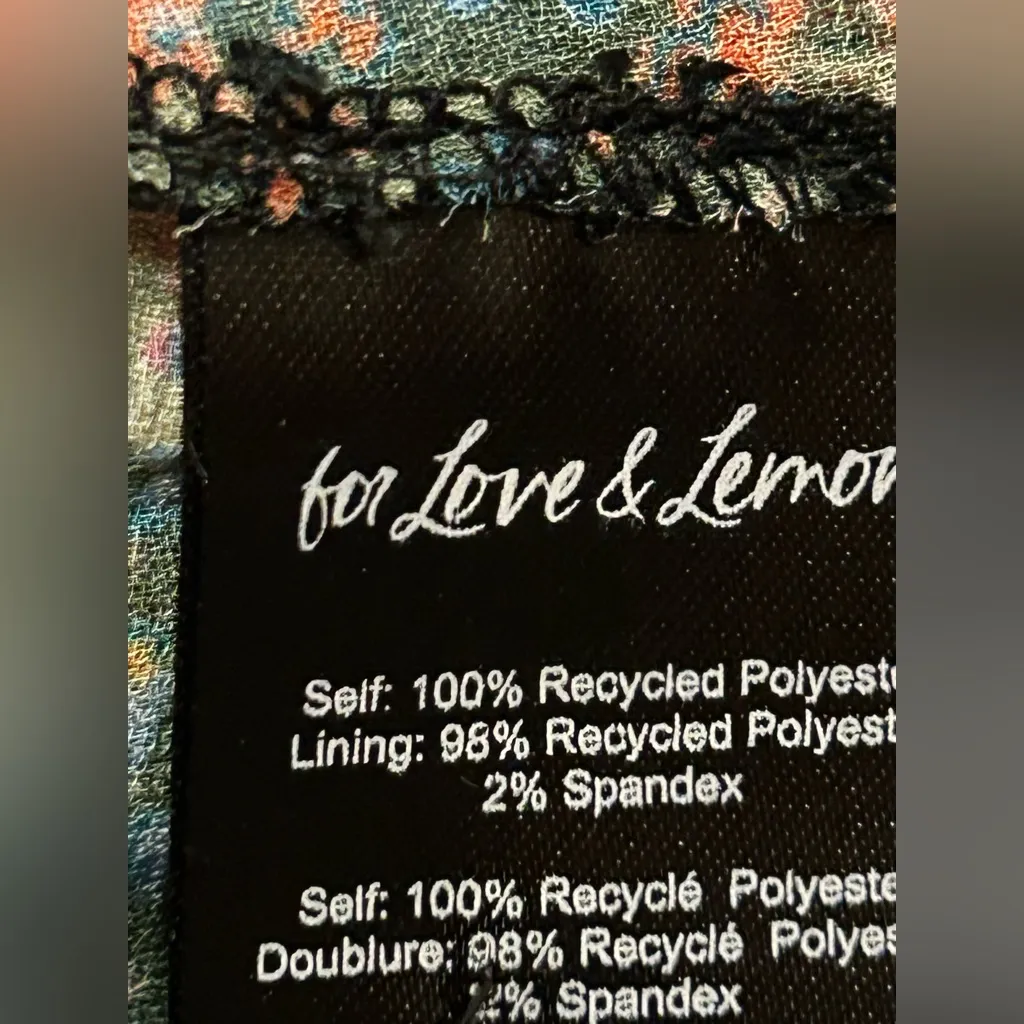 for Love & Lemon
Self: 100% Recycled Polyeste
Lining: 98% Recycled Polyest
2% Spandex
Self: 100% Recyclé Polyeste
Doublure: 98% Recyclé Polyes
2% Spandex